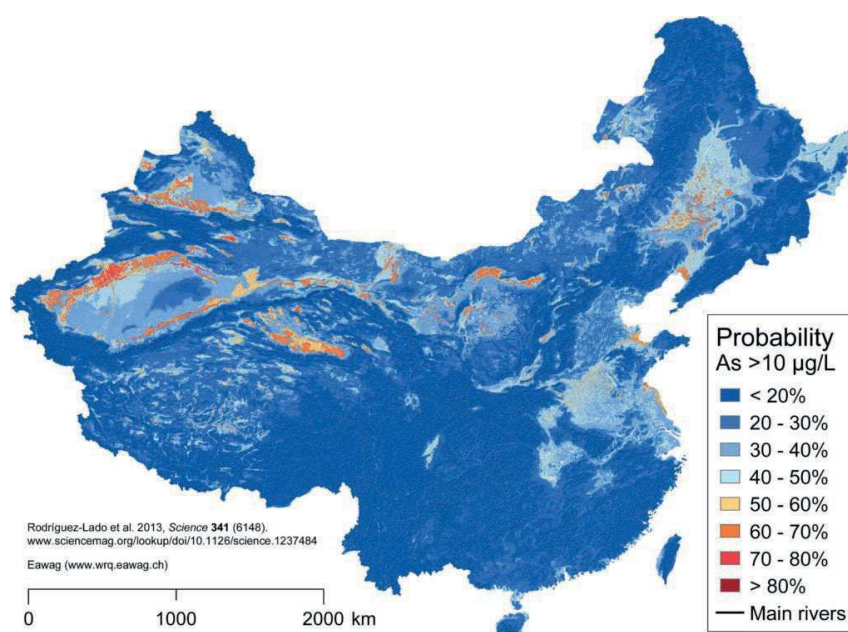 Probability
As >10 µg/L
< 20%
20 - 30%
30 - 40%
40 - 50%
50 - 60%
60 - 70%
70 - 80%
> 80%
Main rivers
Rodríguez-Lado et al. 2013, Science 341 (6148).
www.sciencemag.org/lookup/doi/10.1126/science.1237484
Eawag (www.wrq.eawag.ch)
0 1000 2000 km